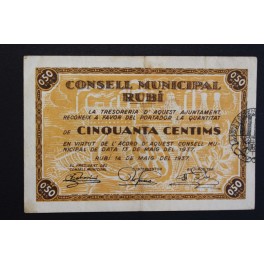 0,50 0,50
CONSELL MUNICIPAL
RUBÍ
LA TRESORERIA D'AQUEST AJUNTAMENT
RECONEIX A FAVOR DEL PORTADOR LA QUANTITAT
DE CINQUANTA CENTIMS
EN VIRTUT DE L'ACORD D'AQUEST CONSELL MU-
NICIPAL DE DATA 13 DE MAIG DEL 1937
RUBÍ 14 DE MAIG DEL 1937
0,50 0,50